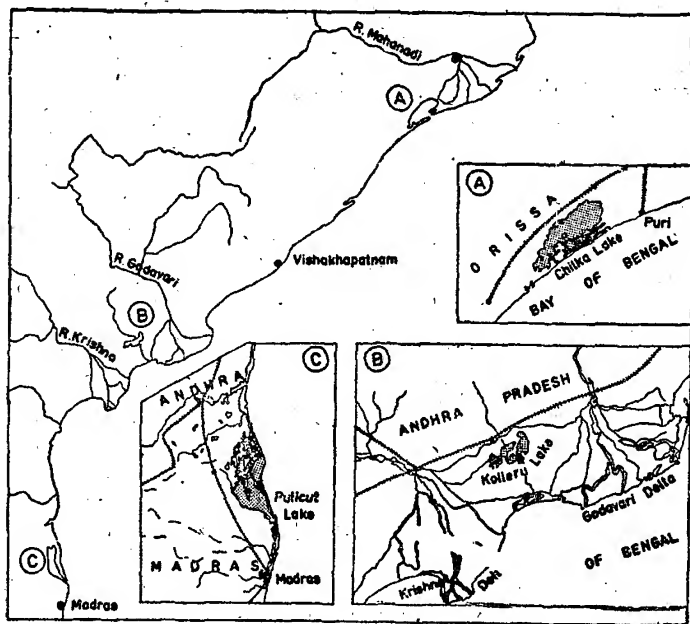 R. Mahanadi
A
A
ORISSA
Puri
Chilka Lake
BAY OF BENGAL
Vishakhapatnam
R. Godavari
B
R. Krishna
C
ANDHRA
Puticut
Lake
MADRAS
Madras
B
ANDHRA PRADESH
Kolleru Lake
Godavari Delta
OF BENGAL
Krishna
C
Madras